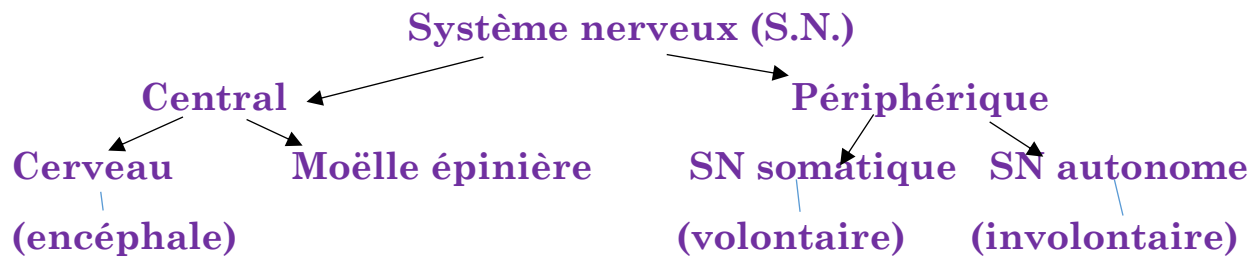 Système nerveux (S.N.)
Central Périphérique
Cerveau Moëlle épinière SN somatique SN autonome
(encéphale) (volontaire) (involontaire)